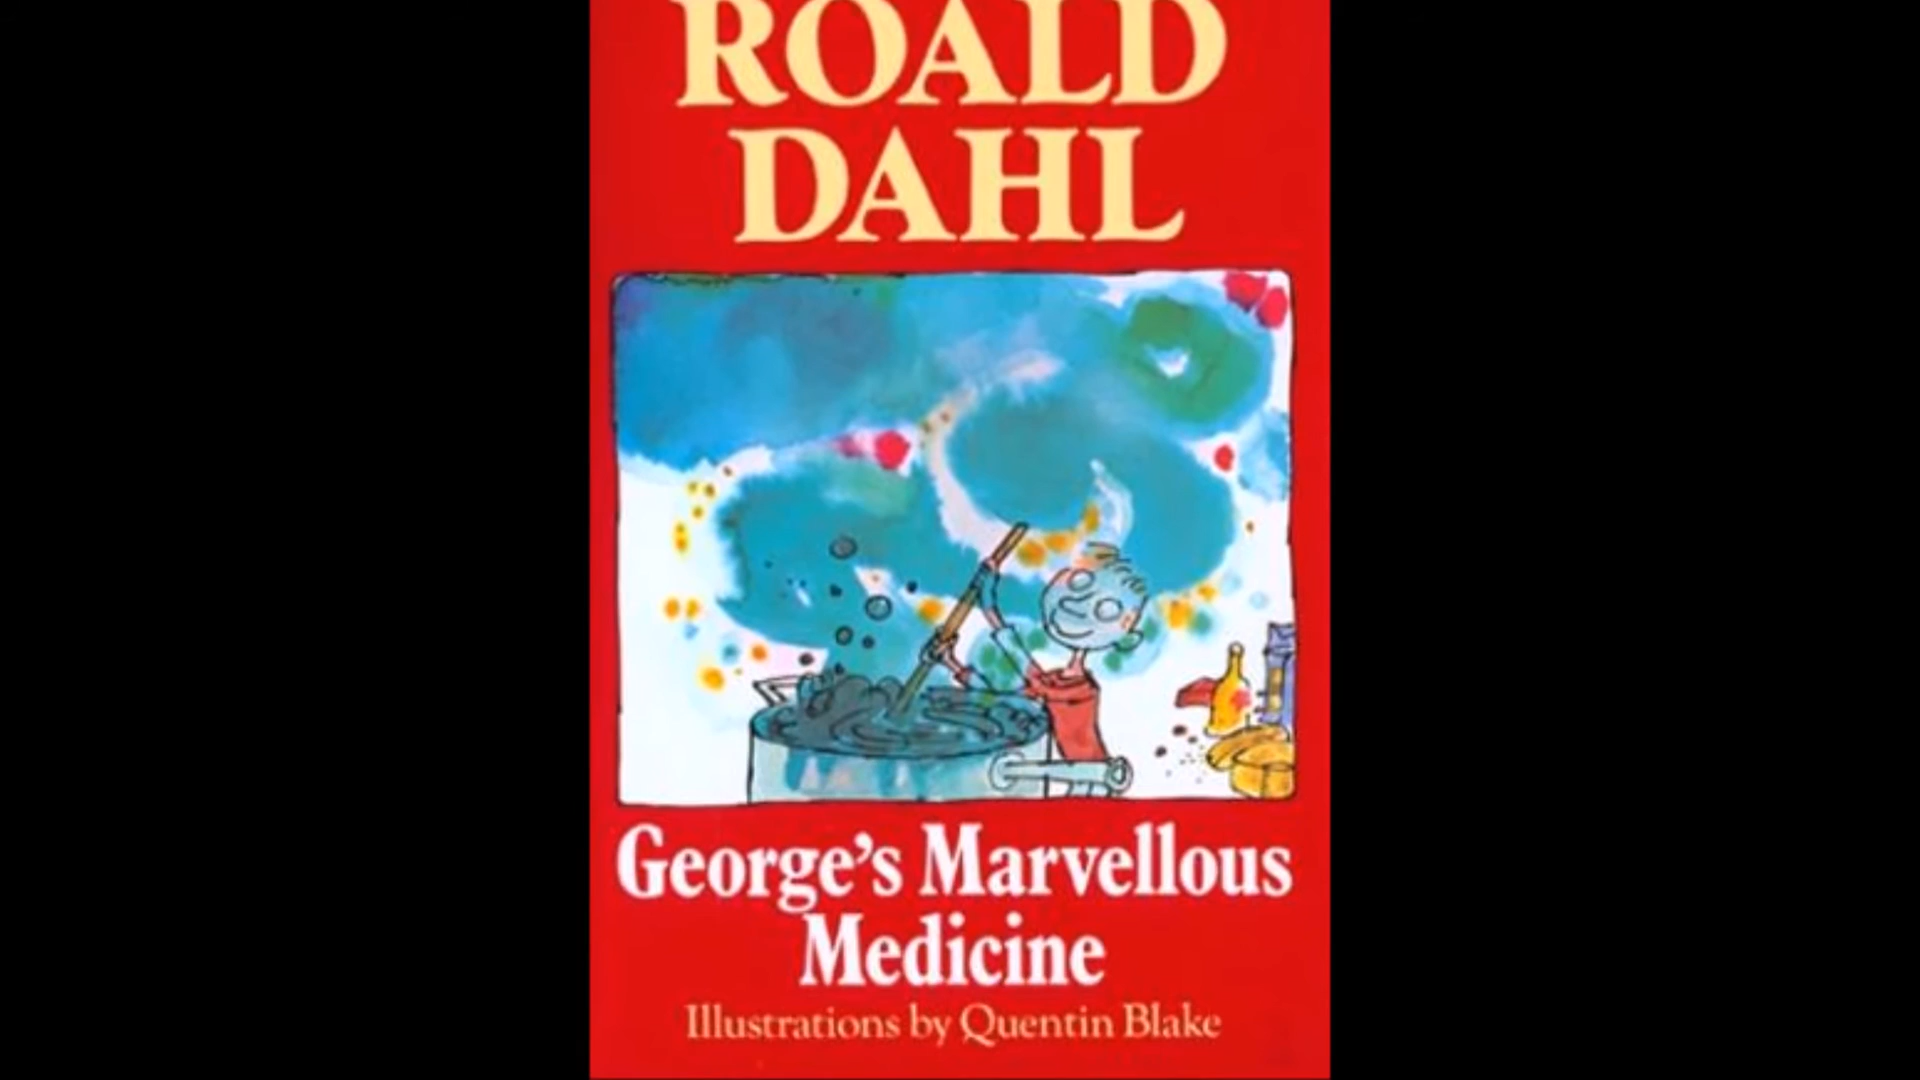 ROALD
DAHL
George's Marvellous
Medicine
Illustrations by Quentin Blake